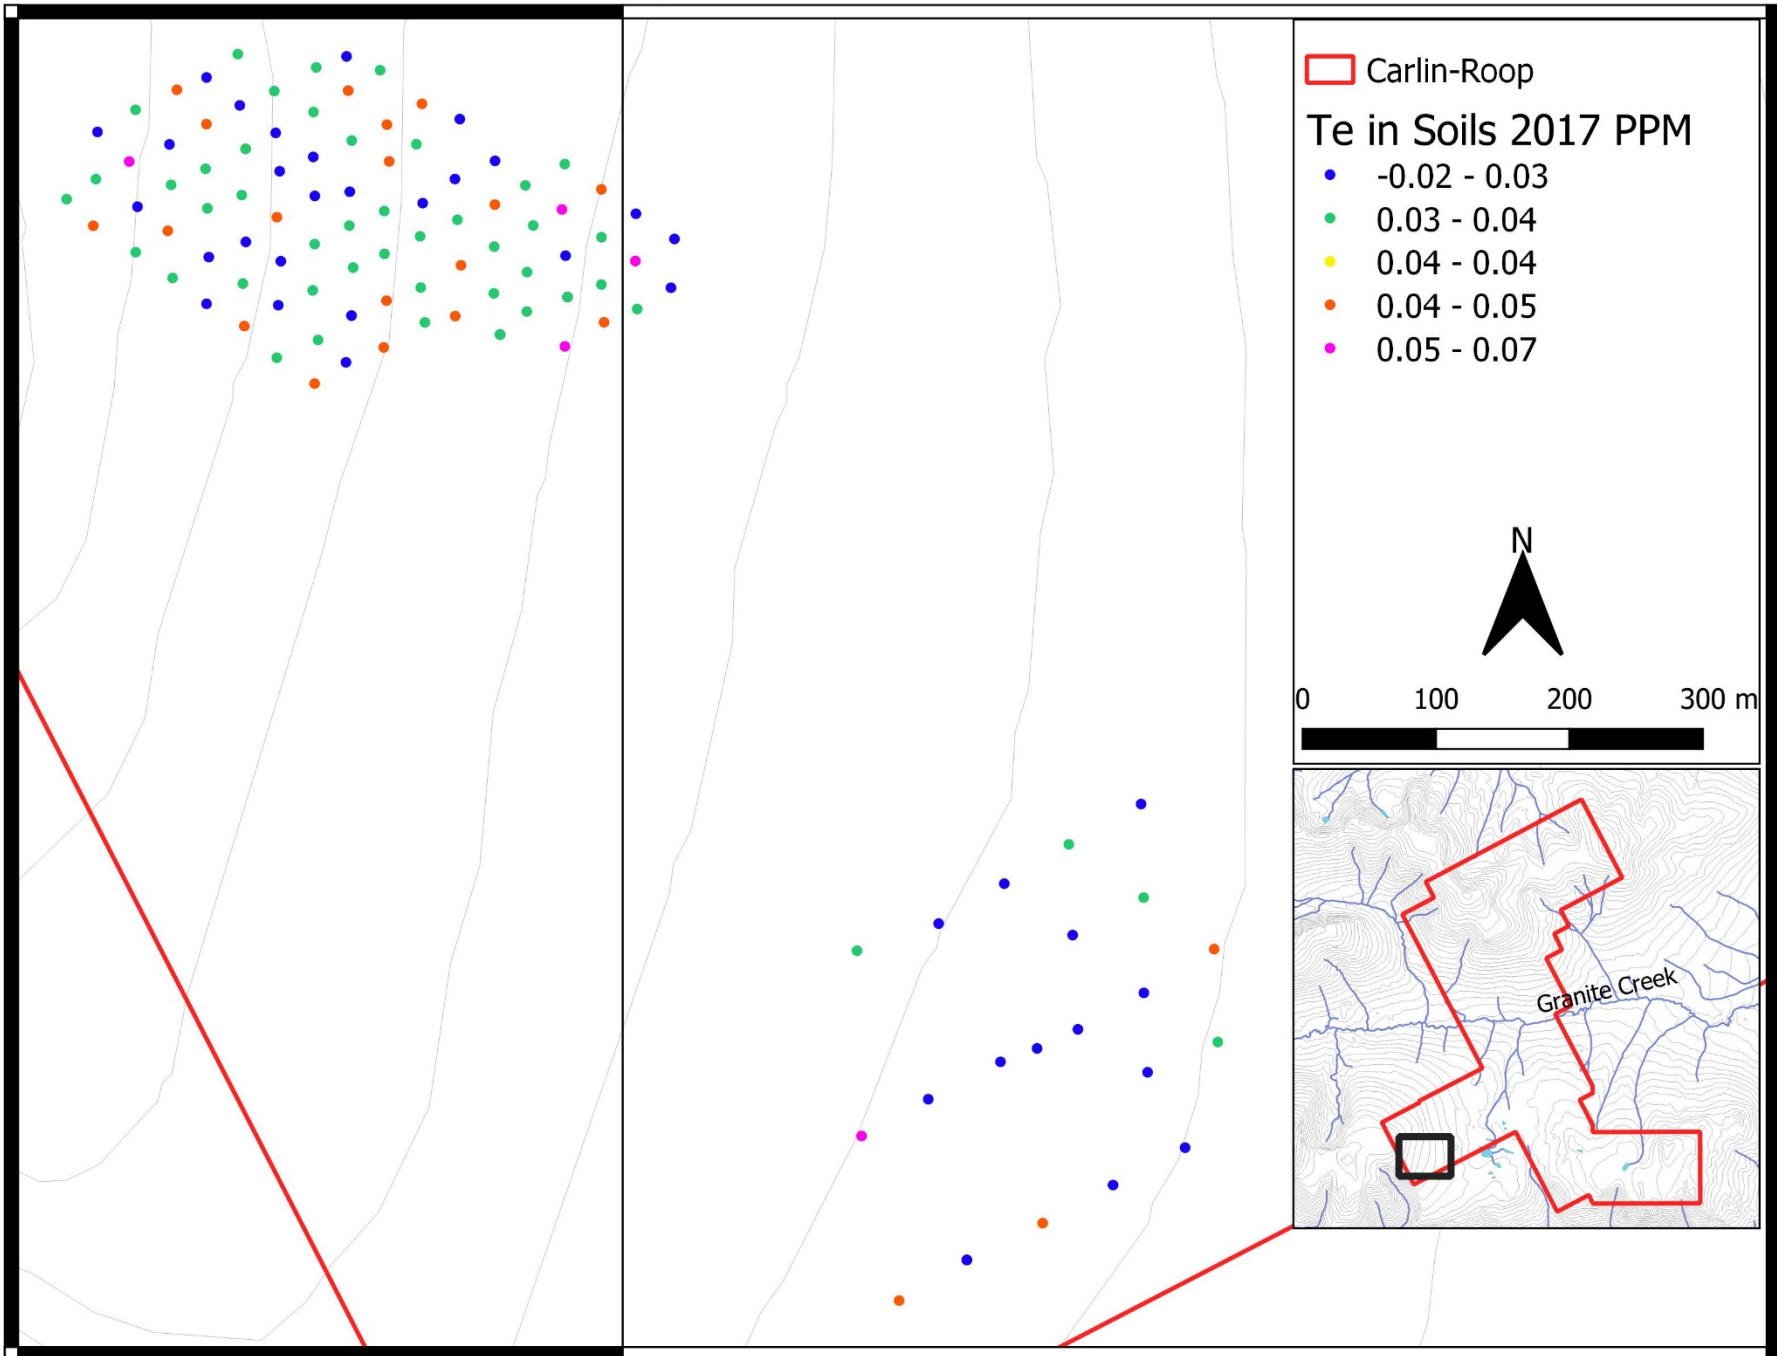 Carlin-Roop
Te in Soils 2017 PPM
-0.02 - 0.03
0.03 - 0.04
0.04 - 0.04
0.04 - 0.05
0.05 - 0.07
N
0 100 200 300 m
Granite Creek